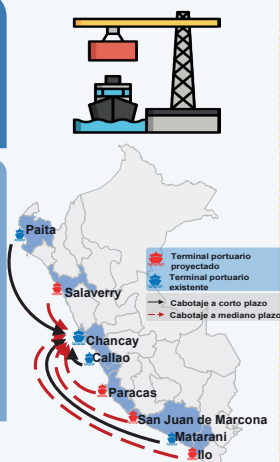 Paita
Terminal portuario
proyectado
Terminal portuario
existente
Salaverry
Cabotaje a corto plazo
Cabotaje a mediano plazo
Chancay
Callao
Paracas
San Juan de Marcona
Matarani
Ilo